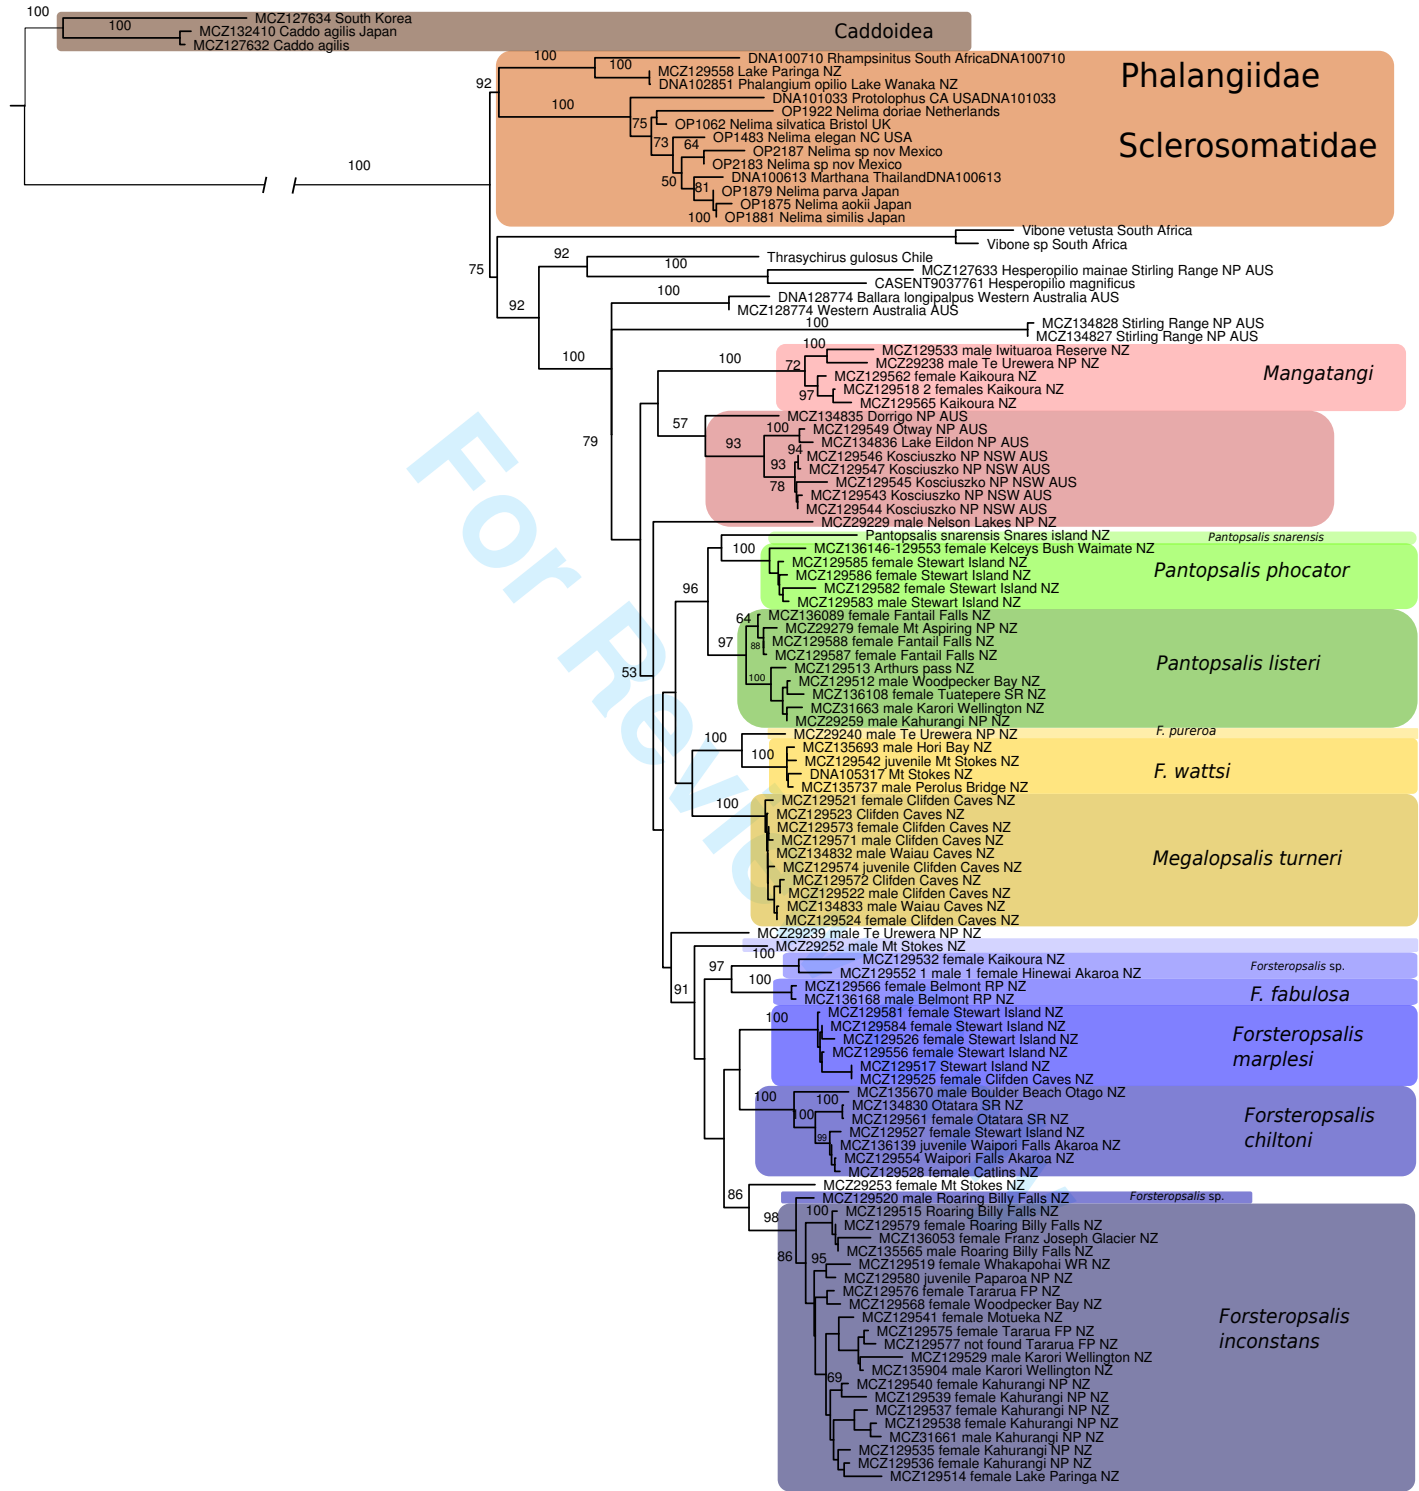 100
MCZ127634 South Korea
100
MCZ132410 Caddo agilis Japan
MCZ127632 Caddo agilis
Caddoidea
100
DNA100710 Rhampsinitus South AfricaDNA100710
100
MCZ129558 Lake Paringa NZ
92
DNA102851 Phalangium opilio Lake Wanaka NZ
Phalangiidae
100
DNA101033 Protolophus CA USADNA101033
OP1922 Nelima doriae Netherlands
75
OP1062 Nelima silvatica Bristol UK
73
OP1483 Nelima elegan NC USA
64
OP2187 Nelima sp nov Mexico
Sclerosomatidae
OP2183 Nelima sp nov Mexico
100
50
DNA100613 Marthana ThailandDNA100613
81
OP1879 Nelima parva Japan
OP1875 Nelima aokii Japan
100
OP1881 Nelima similis Japan
Vibone vetusta South Africa
Vibone sp South Africa
75
92
Thrasychirus gulosus Chile
100
MCZ127633 Hesperopilio mainae Stirling Range NP AUS
CASENT9037761 Hesperopilio magnificus
92
100
DNA128774 Ballara longipalpus Western Australia AUS
MCZ128774 Western Australia AUS
100
MCZ134828 Stirling Range NP AUS
MCZ134827 Stirling Range NP AUS
100
100
MCZ129533 male Iwituaroa Reserve NZ
100
72
MCZ29238 male Te Urewera NP NZ
MCZ129562 female Kaikoura NZ
97
MCZ129518 2 females Kaikoura NZ
MCZ129565 Kaikoura NZ
Mangatangi
57
MCZ134835 Dorrigo NP AUS
100
MCZ129549 Otway NP AUS
79
93
MCZ134836 Lake Eildon NP AUS
94
MCZ129546 Kosciuszko NP NSW AUS
93
MCZ129547 Kosciuszko NP NSW AUS
78
MCZ129545 Kosciuszko NP NSW AUS
MCZ129543 Kosciuszko NP NSW AUS
MCZ129544 Kosciuszko NP NSW AUS
MCZ29229 male Nelson Lakes NP NZ
Pantopsalis snarensis Snares island NZ
Pantopsalis snarensis
100
MCZ136146-129553 female Kelceys Bush Waimate NZ
MCZ129585 female Stewart Island NZ
Pantopsalis phocator
96
MCZ129586 female Stewart Island NZ
MCZ129582 female Stewart Island NZ
MCZ129583 male Stewart Island NZ
64
MCZ136089 female Fantail Falls NZ
MCZ29279 female Mt Aspiring NP NZ
97
88
MCZ129588 female Fantail Falls NZ
MCZ129587 female Fantail Falls NZ
Pantopsalis listeri
53
100
MCZ129513 Arthurs pass NZ
MCZ129512 male Woodpecker Bay NZ
MCZ136108 female Tuatepere SR NZ
MCZ31663 male Karori Wellington NZ
MCZ29259 male Kahurangi NP NZ
100
MCZ29240 male Te Urewera NP NZ
F. pureroa
100
MCZ135693 male Hori Bay NZ
MCZ129542 juvenile Mt Stokes NZ
DNA105317 Mt Stokes NZ
F. wattsi
MCZ135737 male Perolus Bridge NZ
100
MCZ129521 female Clifden Caves NZ
MCZ129523 Clifden Caves NZ
MCZ129573 female Clifden Caves NZ
MCZ129571 male Clifden Caves NZ
MCZ134832 male Waiau Caves NZ
Megalopsalis turneri
MCZ129574 juvenile Clifden Caves NZ
MCZ129572 Clifden Caves NZ
MCZ129522 male Clifden Caves NZ
MCZ134833 male Waiau Caves NZ
MCZ129524 female Clifden Caves NZ
MCZ29239 male Te Urewera NP NZ
MCZ29252 male Mt Stokes NZ
100
MCZ129532 female Kaikoura NZ
97
MCZ129552 1 male 1 female Hinewai Akaroa NZ
Forsteropsalis sp.
91
100
MCZ129566 female Belmont RP NZ
MCZ136168 male Belmont RP NZ
F. fabulosa
100
MCZ129581 female Stewart Island NZ
MCZ129584 female Stewart Island NZ
MCZ129526 female Stewart Island NZ
MCZ129556 female Stewart Island NZ
MCZ129517 Stewart Island NZ
MCZ129525 female Clifden Caves NZ
Forsteropsalis
marplesi
100
MCZ135670 male Boulder Beach Otago NZ
100
MCZ134830 Otatara SR NZ
100
MCZ129561 female Otatara SR NZ
99
MCZ129527 female Stewart Island NZ
MCZ136139 juvenile Waipori Falls Akaroa NZ
MCZ129554 Waipori Falls Akaroa NZ
MCZ129528 female Catlins NZ
Forsteropsalis
chiltoni
86
MCZ29253 female Mt Stokes NZ
MCZ129520 male Roaring Billy Falls NZ
Forsteropsalis sp.
98
100
MCZ129515 Roaring Billy Falls NZ
MCZ129579 female Roaring Billy Falls NZ
MCZ136053 female Franz Joseph Glacier NZ
MCZ135565 male Roaring Billy Falls NZ
86
95
MCZ129519 female Whakapohai WR NZ
MCZ129580 juvenile Paparoa NP NZ
MCZ129576 female Tararua FP NZ
MCZ129568 female Woodpecker Bay NZ
MCZ129541 female Motueka NZ
MCZ129575 female Tararua FP NZ
MCZ129577 not found Tararua FP NZ
MCZ129529 male Karori Wellington NZ
MCZ135904 male Karori Wellington NZ
69
MCZ129540 female Kahurangi NP NZ
MCZ129539 female Kahurangi NP NZ
MCZ129537 female Kahurangi NP NZ
MCZ129538 female Kahurangi NP NZ
MCZ31661 male Kahurangi NP NZ
MCZ129535 female Kahurangi NP NZ
MCZ129536 female Kahurangi NP NZ
MCZ129514 female Lake Paringa NZ
Forsteropsalis
inconstans
For Review